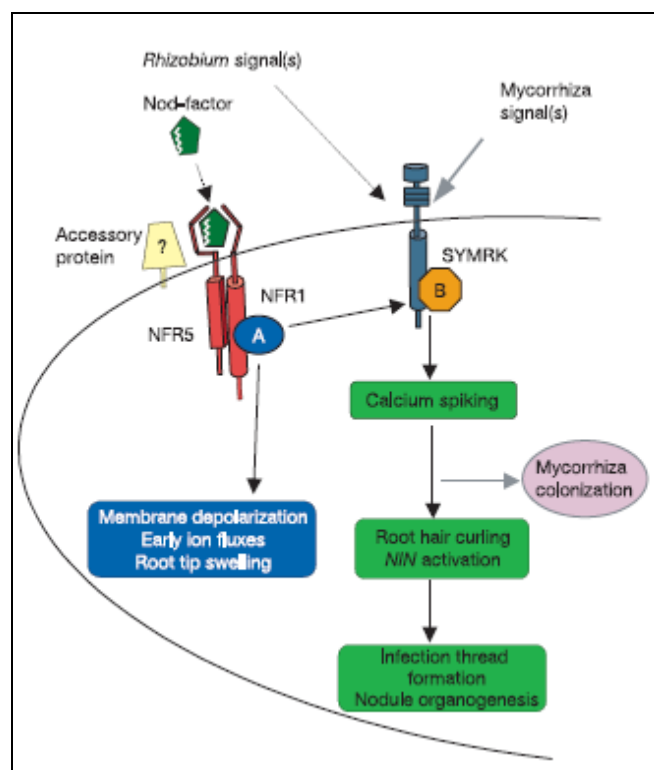 Rhizobium signal(s)
Nod-factor
Mycorrhiza
signal(s)
Accessory
protein
?
SYMRK
NFR1
B
NFR5
A
Calcium spiking
Mycorrhiza
colonization
Membrane depolarization
Early ion fluxes
Root tip swelling
Root hair curling
NIN activation
Infection thread
formation
Nodule organogenesis